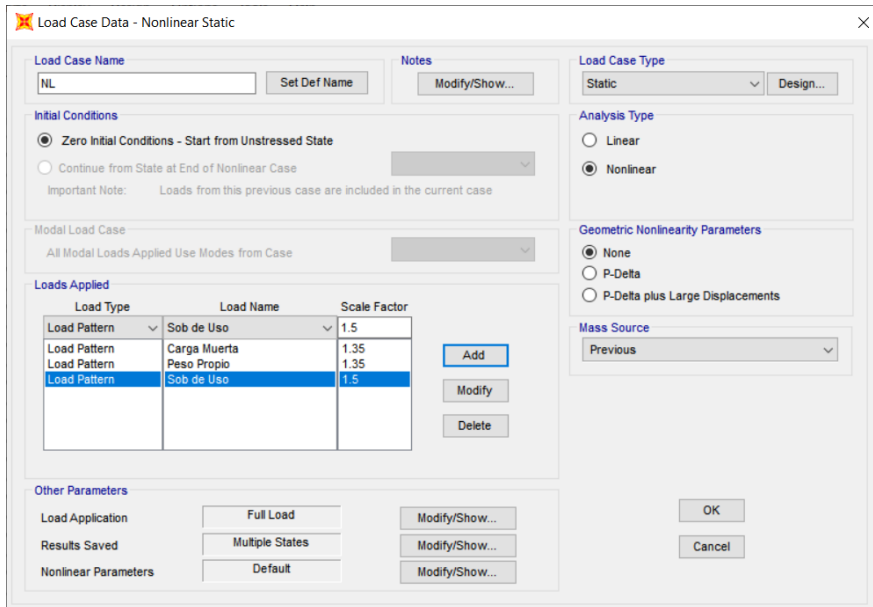 Load Case Data - Nonlinear Static
Load Case Name
NL
Set Def Name
Notes
Modify/Show...
Load Case Type
Static
Design...
Initial Conditions
Zero Initial Conditions - Start from Unstressed State
Continue from State at End of Nonlinear Case
Important Note: Loads from this previous case are included in the current case
Analysis Type
Linear
Nonlinear
Modal Load Case
All Modal Loads Applied Use Modes from Case
Geometric Nonlinearity Parameters
None
P-Delta
P-Delta plus Large Displacements
Loads Applied
Load Type Load Name Scale Factor
Load Pattern Sob de Uso 1.5
Load Pattern Carga Muerta 1.35
Load Pattern Peso Propio 1.35
Load Pattern Sob de Uso 1.5
Add
Modify
Delete
Mass Source
Previous
Other Parameters
Load Application Full Load Modify/Show...
Results Saved Multiple States Modify/Show...
Nonlinear Parameters Default Modify/Show...
OK
Cancel